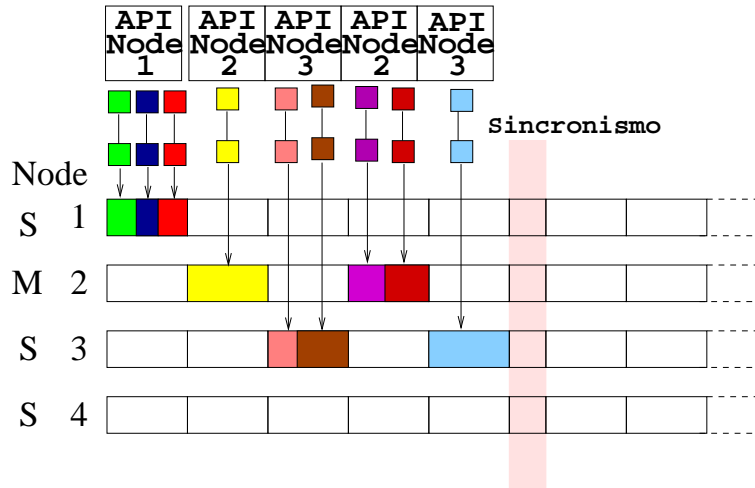 API API API API API
Node Node Node Node Node
1 2 3 2 3
Sincronismo
Node
S 1
M 2
S 3
S 4